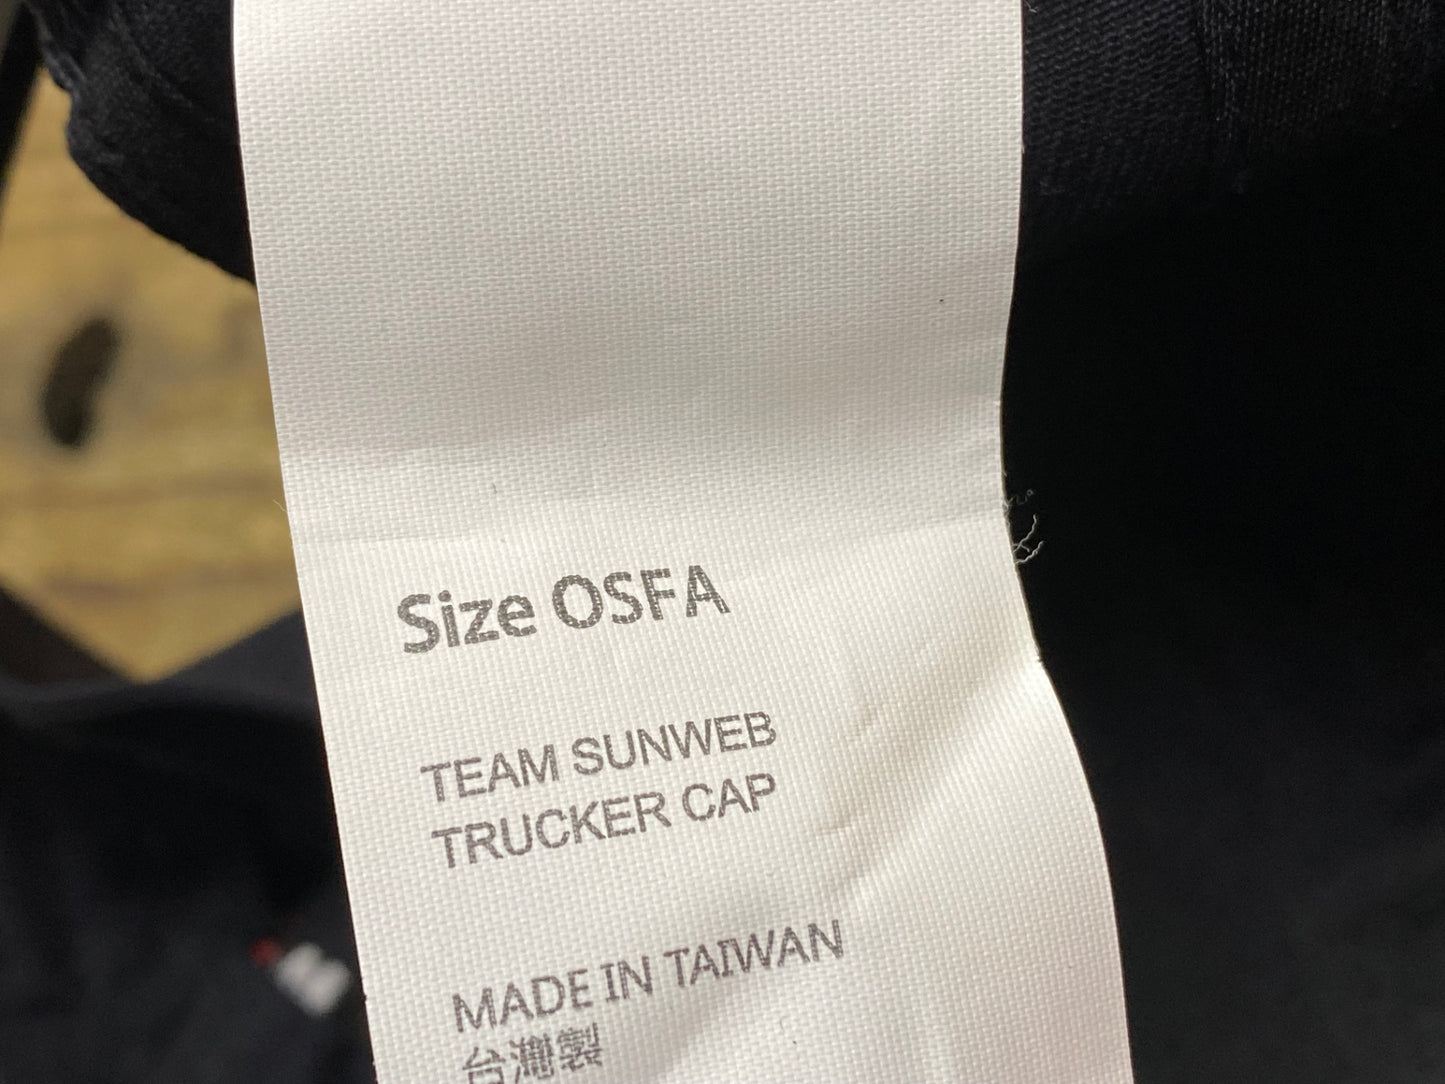 Size OSFA
TEAM SUNWEB
TRUCKER CAP
MADE IN TAIWAN
台灣製